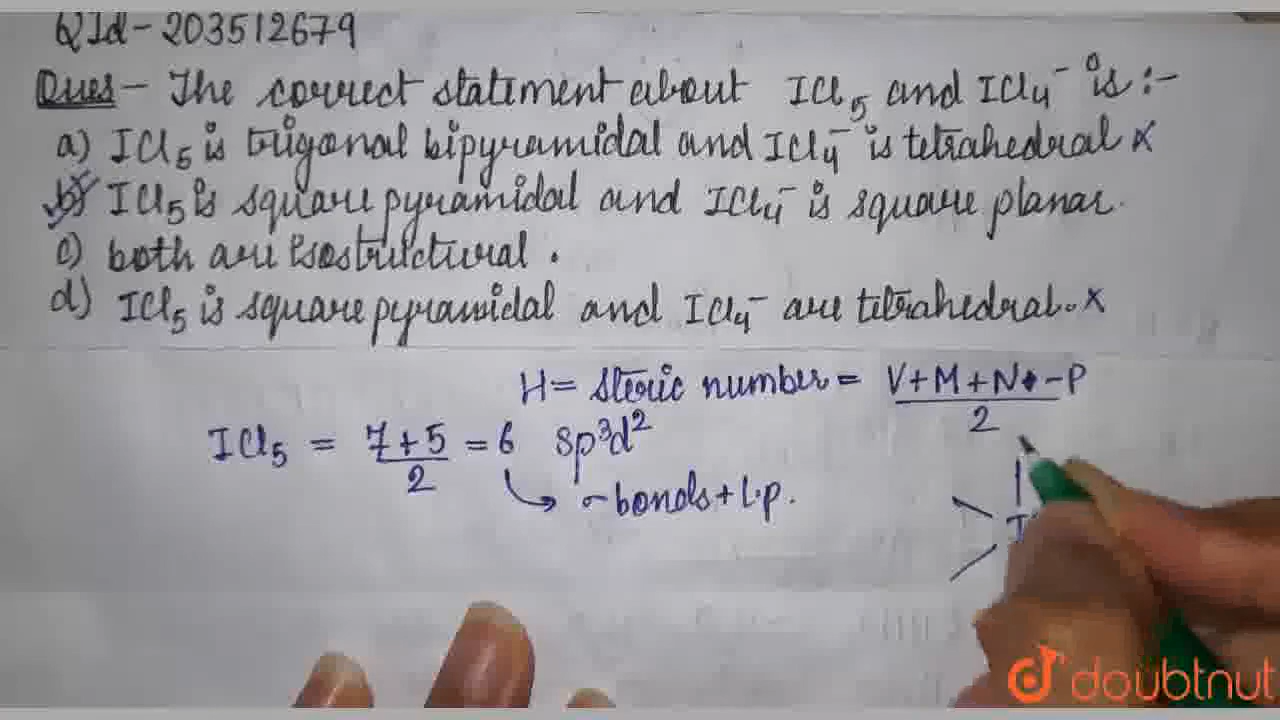 QId-203512679
Ques - The correct statement about ICl5 and ICl4⁻ is :-
a) ICl5 is trigonal bipyramidal and ICl4⁻ is tetrahedral ×
b) ICl5 is square pyramidal and ICl4⁻ is square planar.
c) both are isostructural.
d) ICl5 is square pyramidal and ICl4⁻ are tetrahedral. ×
H = steric number = V+M+N-P
2
ICl5 = 7+5 = 6 sp³d²
2
σ-bonds + l.p.
I
doubtnut